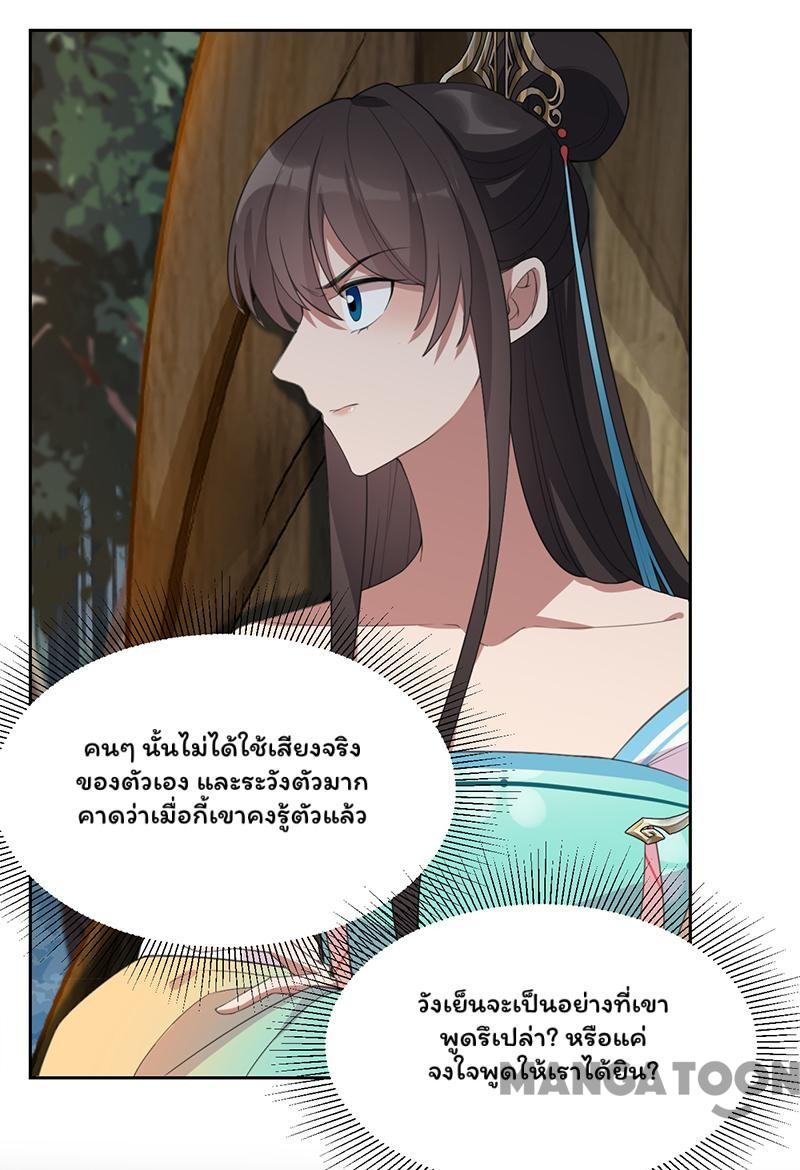 คนๆ นั้นไม่ได้ใช้เสียงจริง
ของตัวเอง และระวังตัวมาก
คาดว่าเมื่อกี้เขาคงรู้ตัวแล้ว
วังเย็นจะเป็นอย่างที่เขา
พูดรึเปล่า? หรือแค่
จงใจพูดให้เราได้ยิน?
MANGATOON